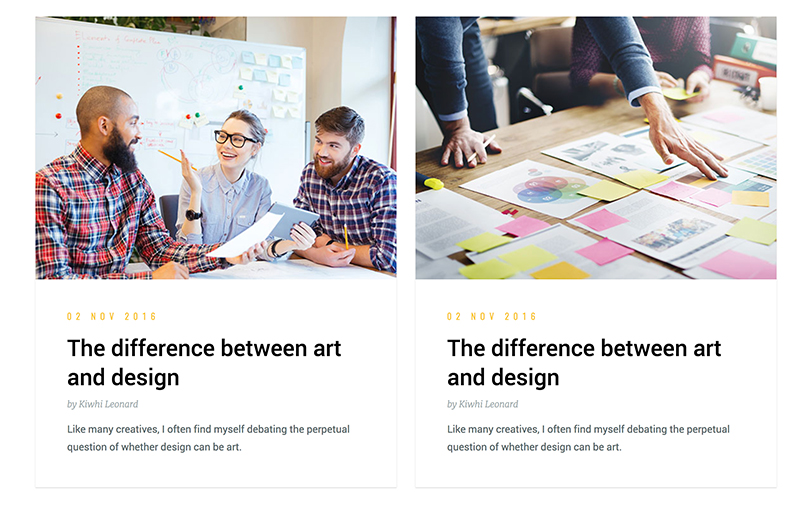 02 NOV 2016
The difference between art
and design
by Kiwhi Leonard
Like many creatives, I often find myself debating the perpetual
question of whether design can be art.
02 NOV 2016
The difference between art
and design
by Kiwhi Leonard
Like many creatives, I often find myself debating the perpetual
question of whether design can be art.